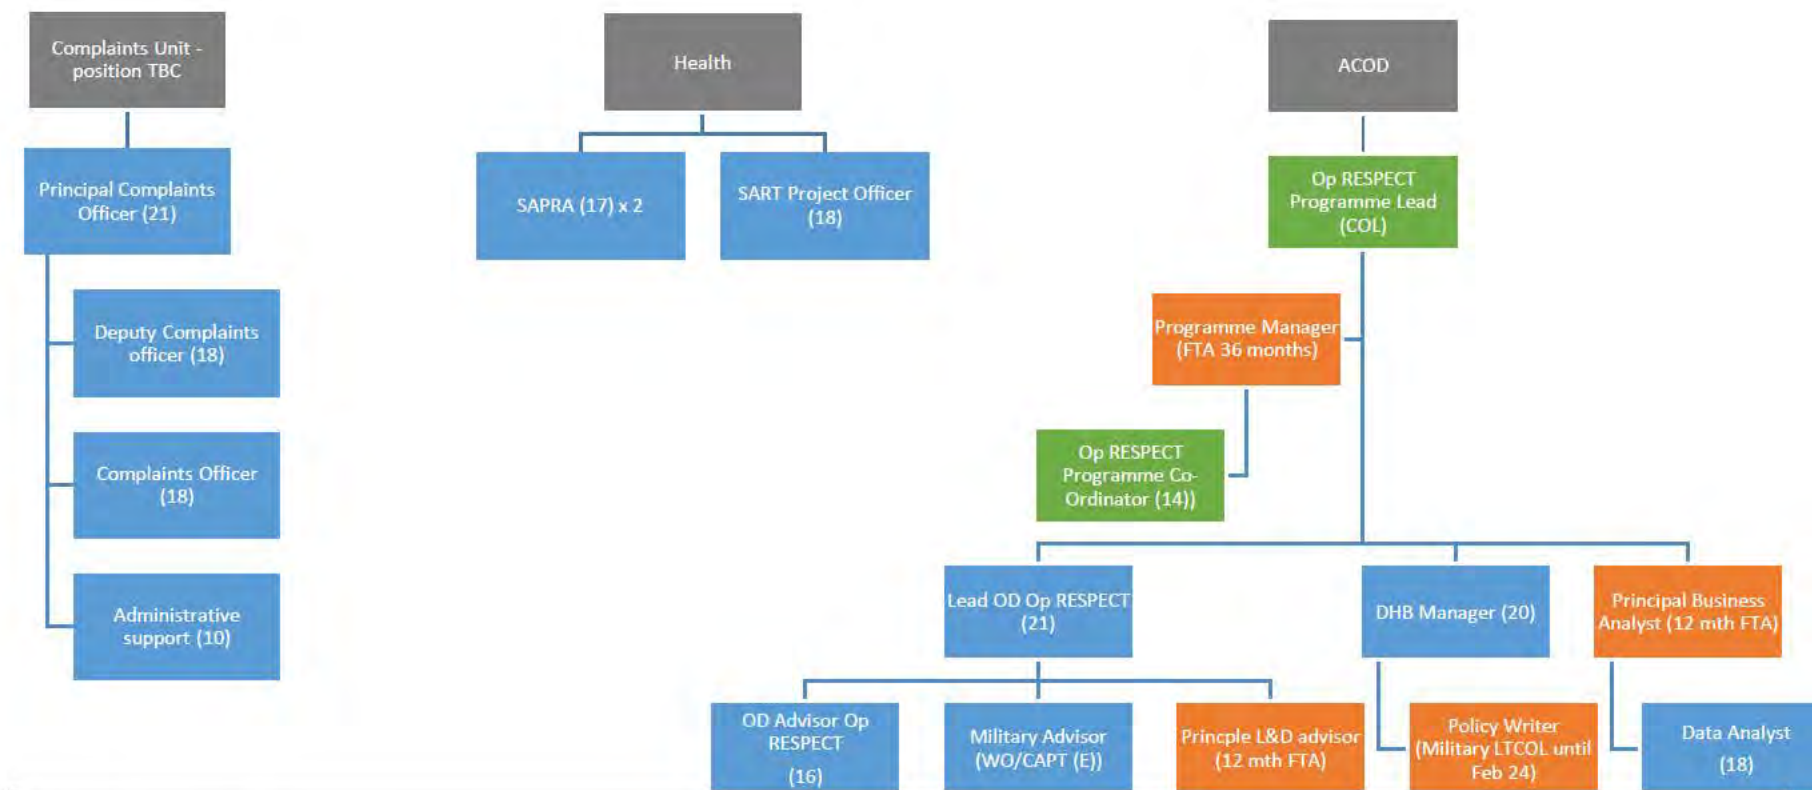 Complaints Unit -
position TBC
Principal Complaints
Officer (21)
Deputy Complaints
officer (18)
Complaints Officer
(18)
Administrative
support (10)
Health
SAPRA (17) x 2
SART Project Officer
(18)
ACOD
Op RESPECT
Programme Lead
(COL)
Programme Manager
(FTA 36 months)
Op RESPECT
Programme Co-
Ordinator (14))
Lead OD Op RESPECT
(21)
DHB Manager (20)
Principal Business
Analyst (12 mth FTA)
OD Advisor Op
RESPECT
(16)
Military Advisor
(WO/CAPT (E))
Princple L&D advisor
(12 mth FTA)
Policy Writer
(Military LTCOL until
Feb 24)
Data Analyst
(18)